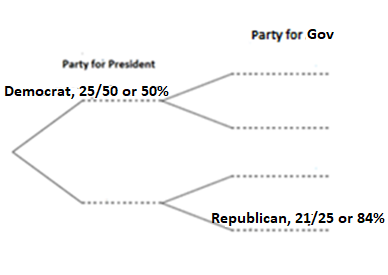 Party for Gov
Party for President
Democrat, 25/50 or 50%
Republican, 21/25 or 84%